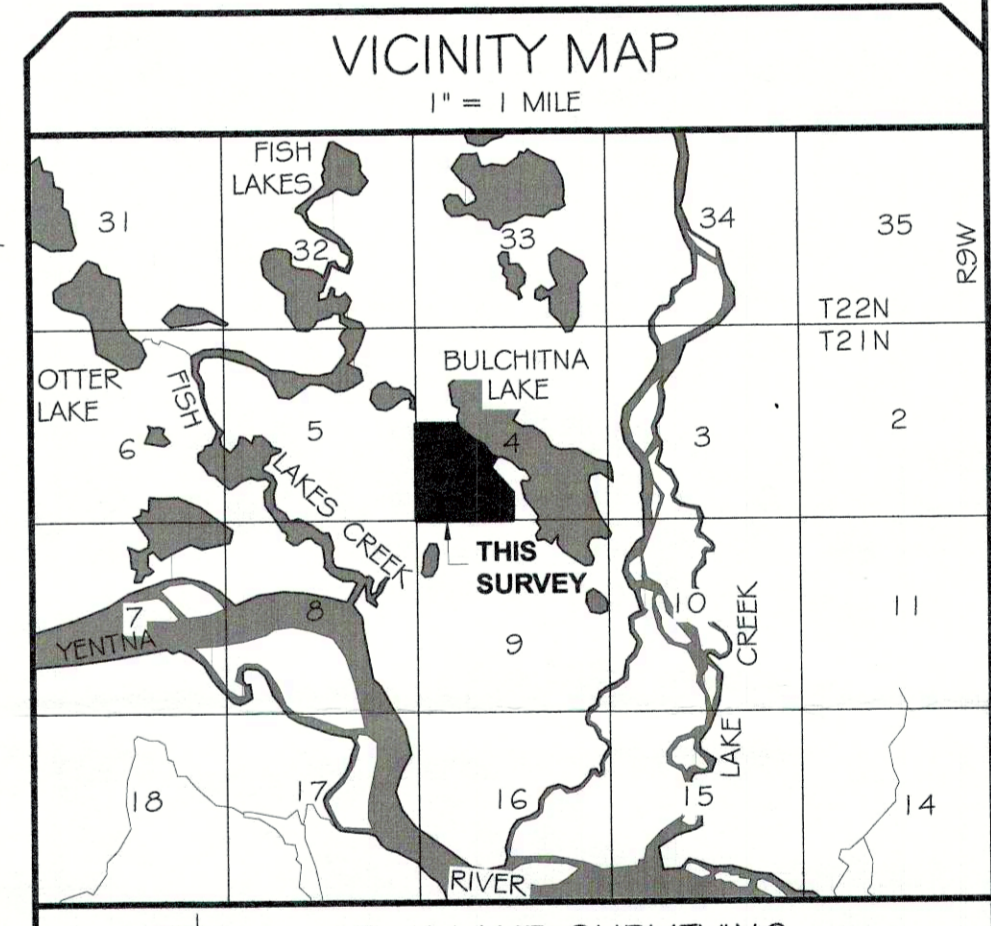 VICINITY MAP
1" = 1 MILE
FISH
LAKES
31
32
33
34
35
R9W
T22N
T21N
BULCHITNA
LAKE
OTTER
LAKE
FISH
LAKES CREEK
6
5
4
3
2
THIS
SURVEY
7
8
9
10
11
YENTNA
LAKE CREEK
18
17
16
15
14
RIVER